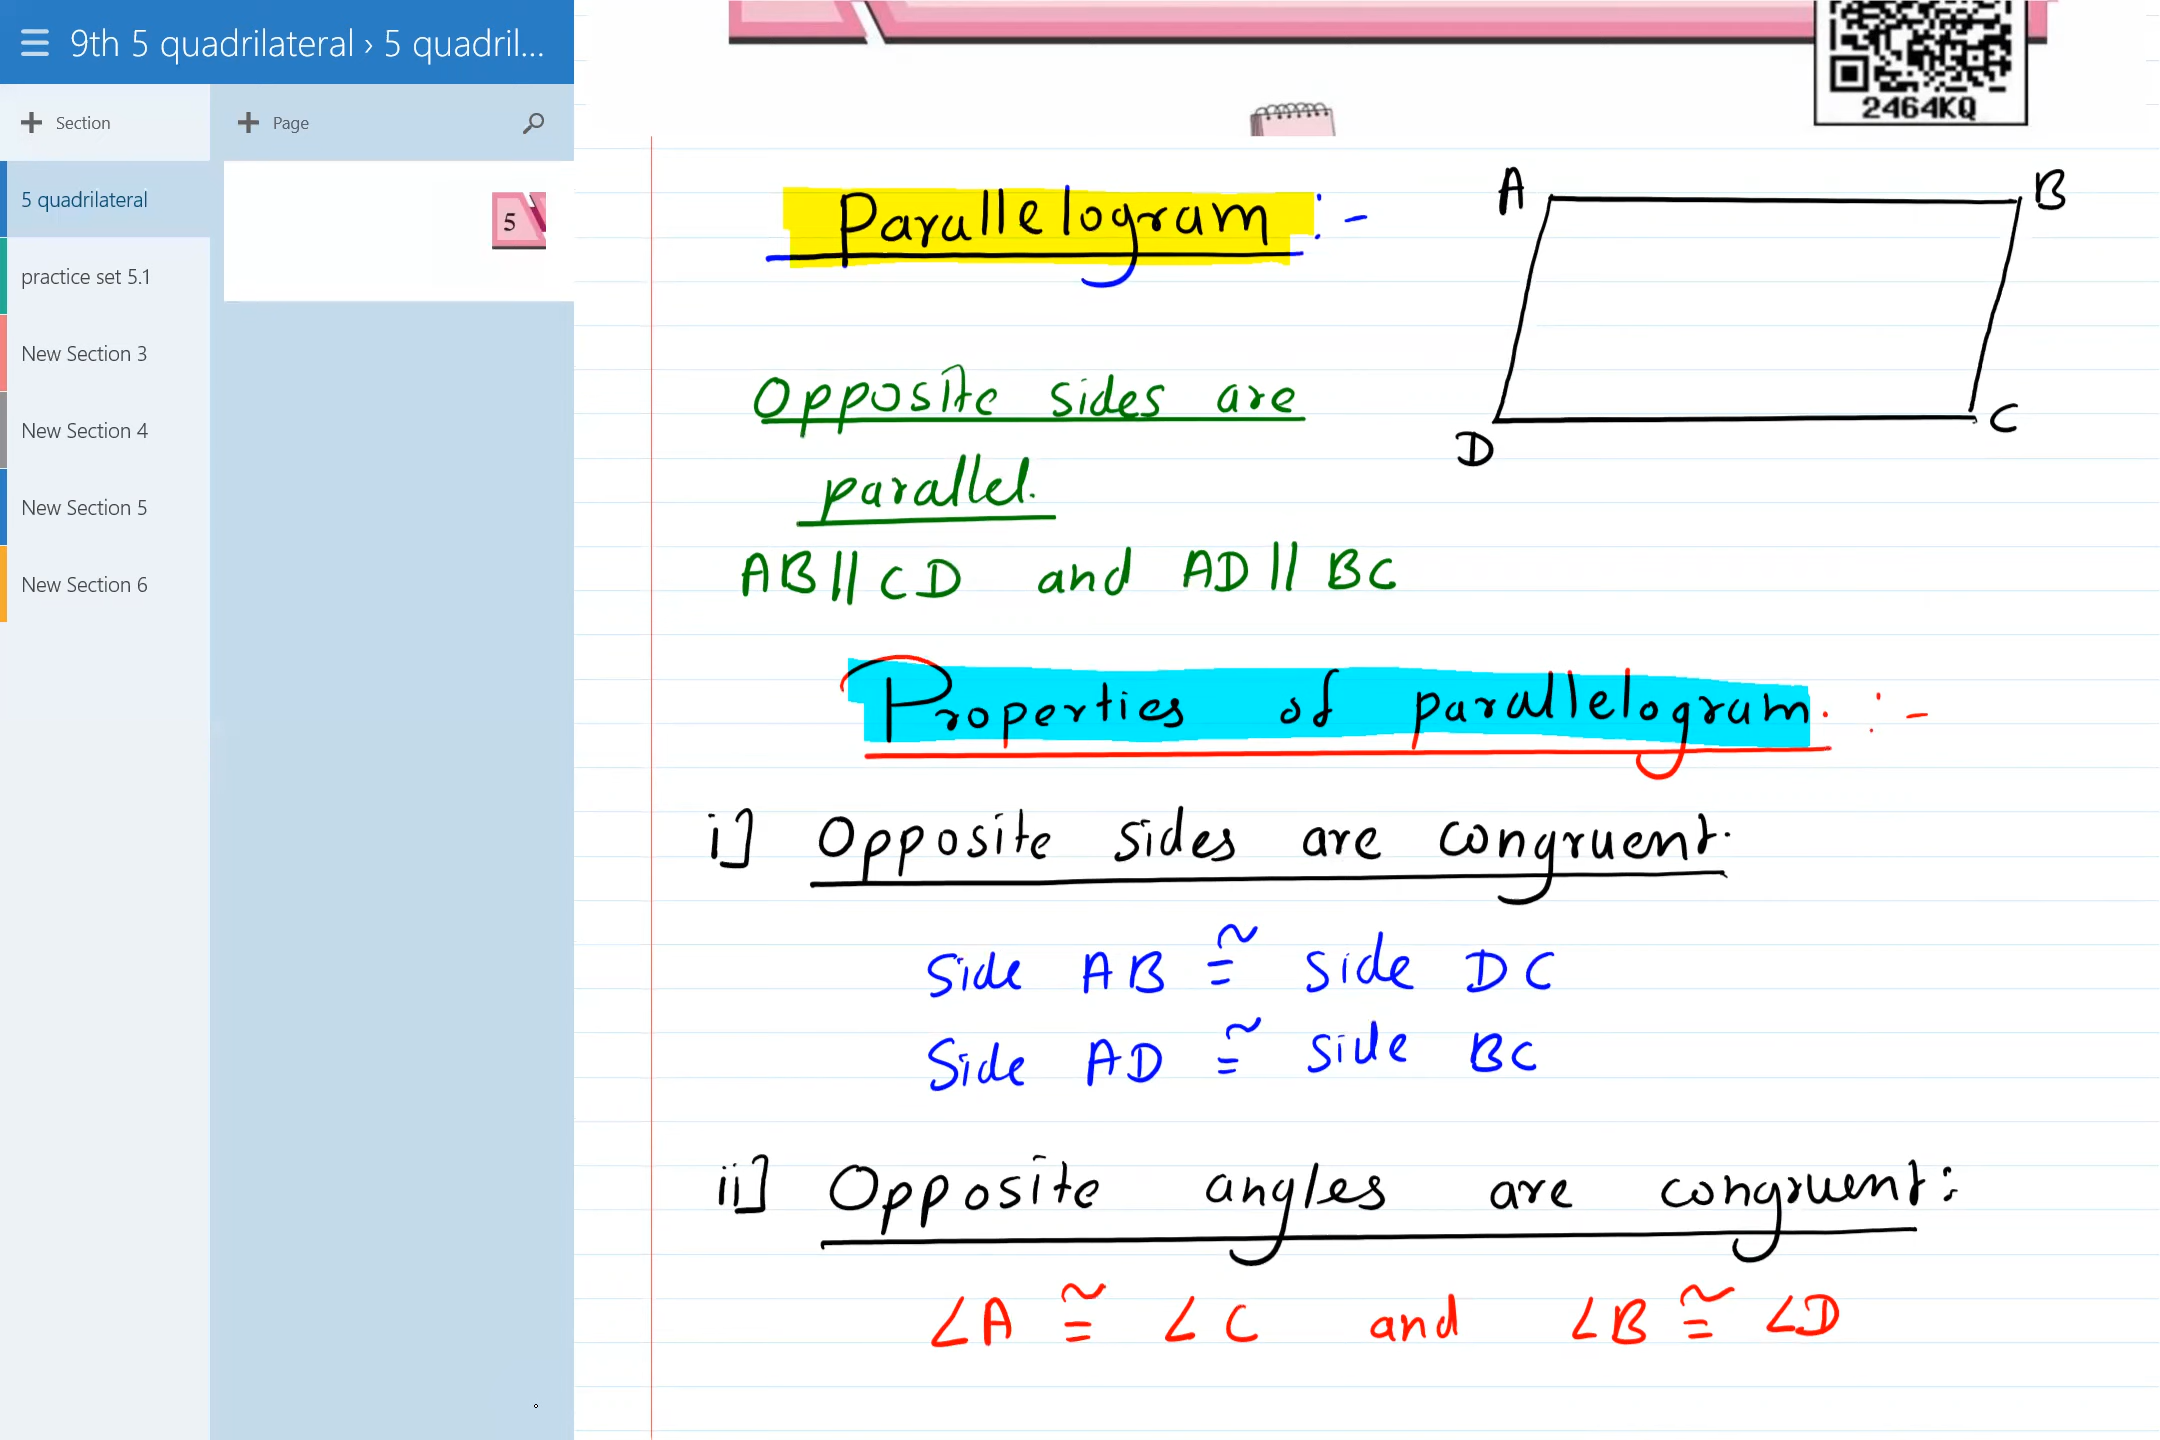 9th 5 quadrilateral › 5 quadril...
+ Section
+ Page
5 quadrilateral
practice set 5.1
New Section 3
New Section 4
New Section 5
New Section 6
5
2464KQ
Parallelogram :-
A B
D C
Opposite sides are
parallel.
AB || CD and AD || BC
Properties of parallelogram. :-
i] Opposite sides are congruent.
Side AB ≅ side DC
Side AD ≅ side BC
ii] Opposite angles are congruent:
∠A ≅ ∠C and ∠B ≅ ∠D